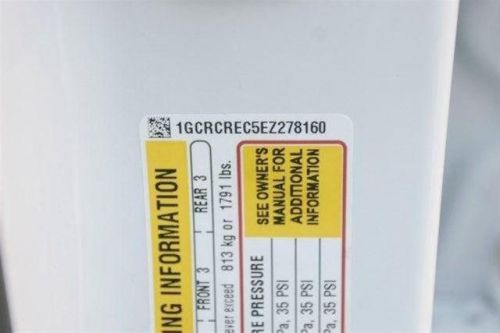 1GCRCREC5EZ278160
ING INFORMATION
FRONT 3 REAR 3
ever exceed 813 kg or 1791 lbs.
RE PRESSURE
SEE OWNER'S
MANUAL FOR
ADDITIONAL
INFORMATION
Pa, 35 PSI
Pa, 35 PSI
Pa, 35 PSI